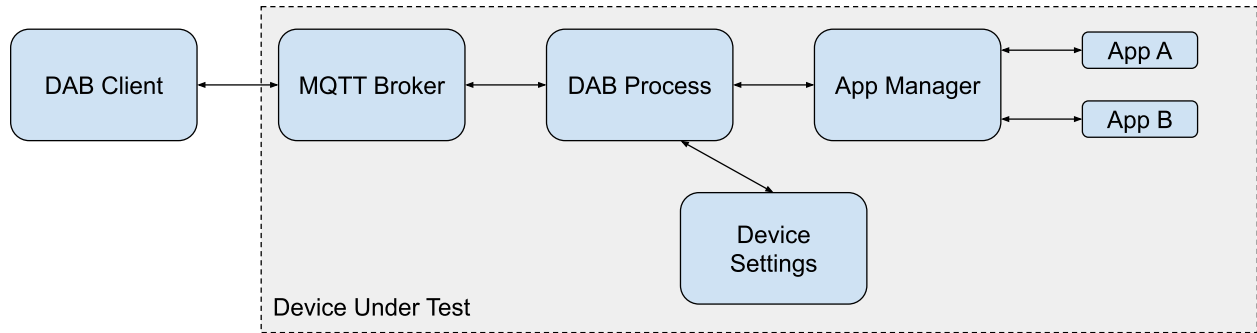 DAB Client
MQTT Broker
DAB Process
App Manager
App A
App B
Device
Settings
Device Under Test